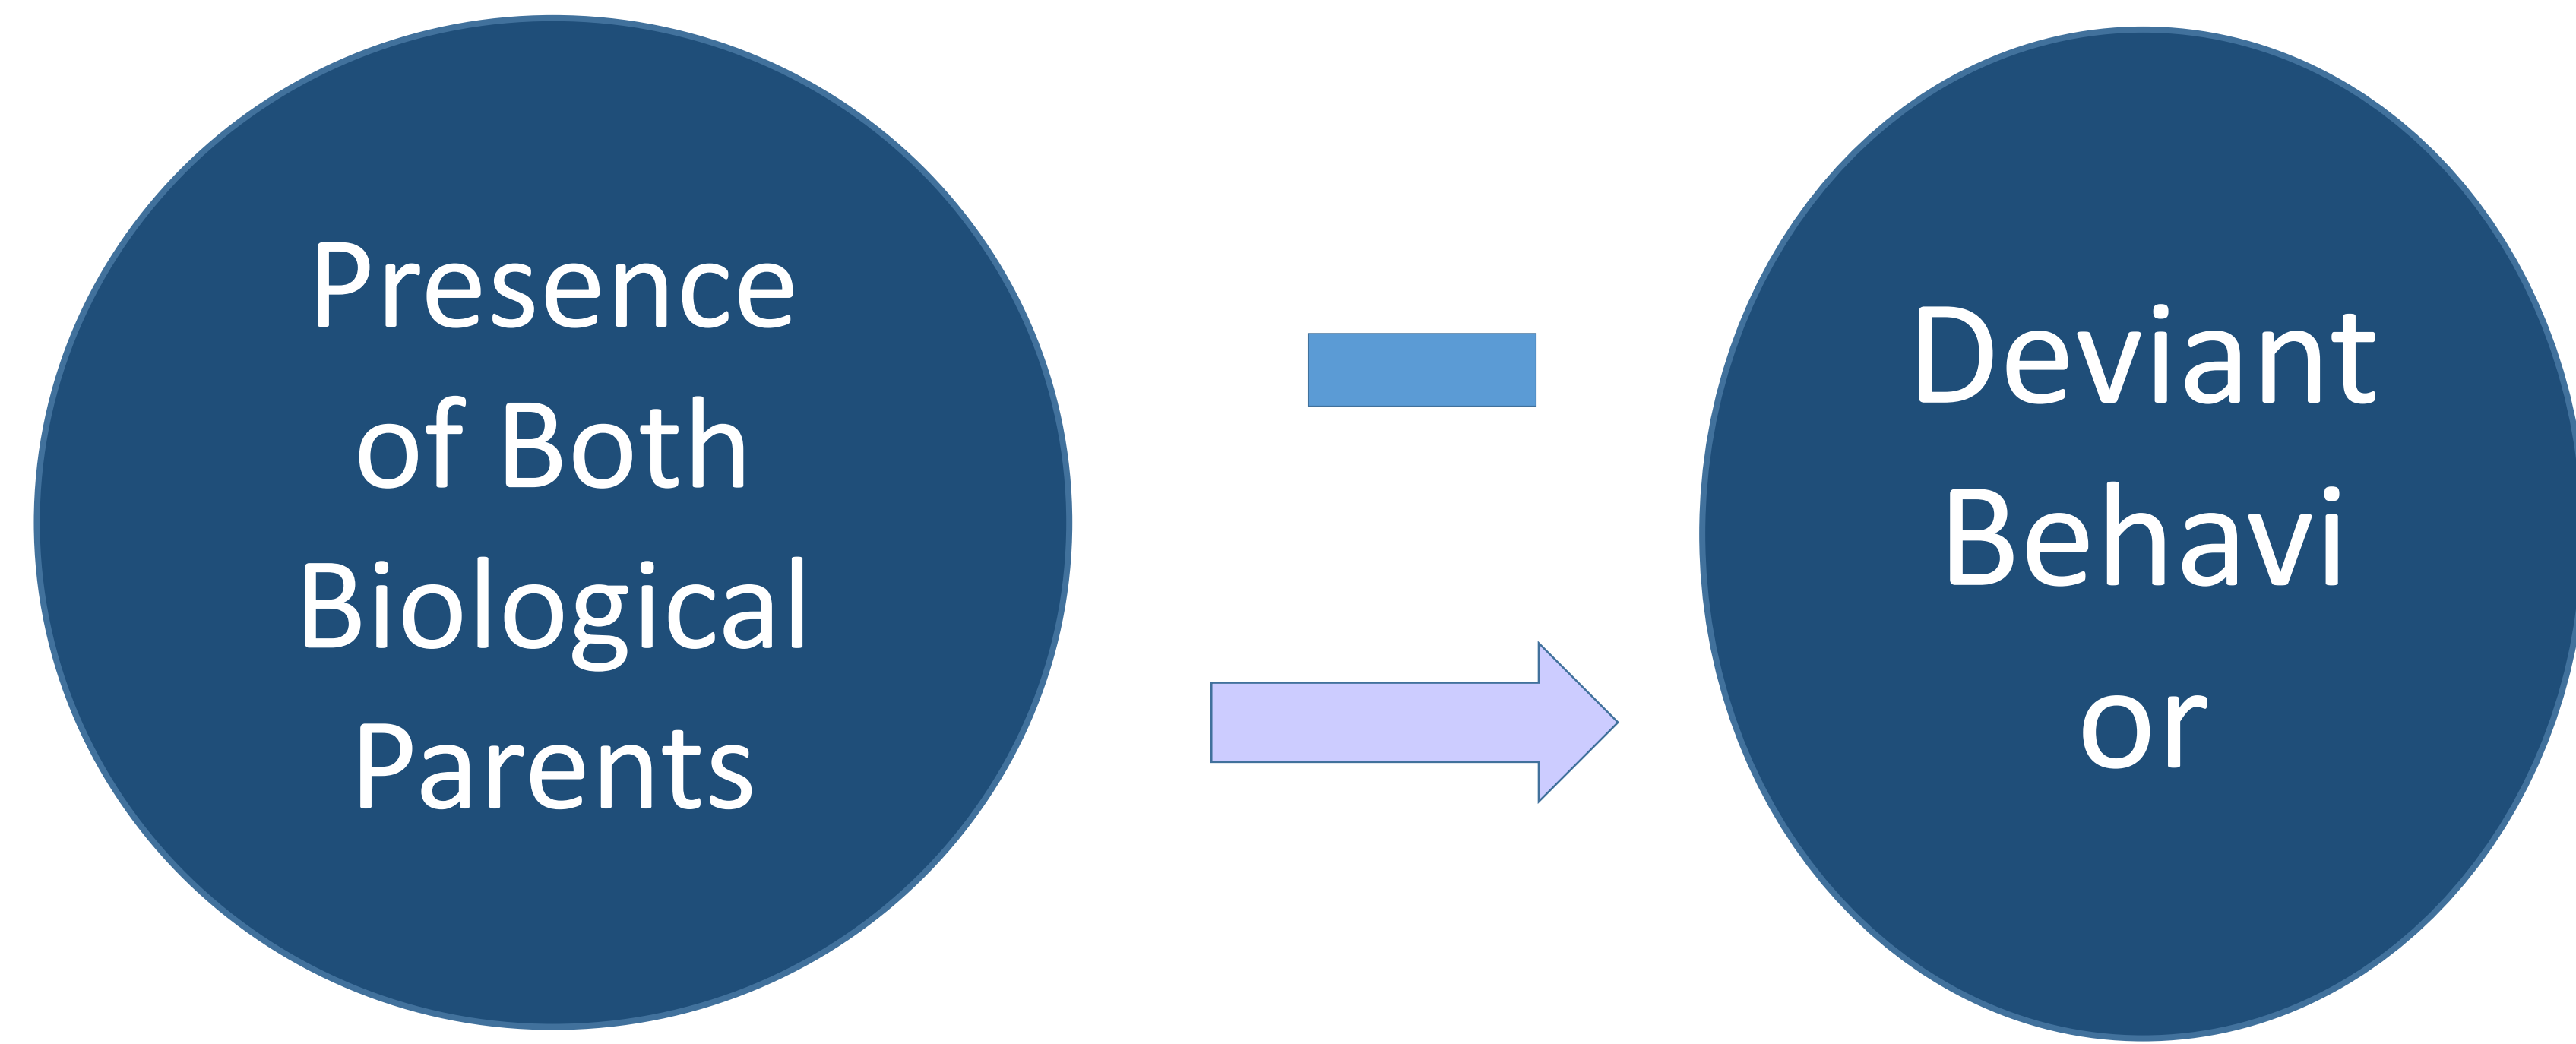 Presence
of Both
Biological
Parents
Deviant
Behavi
or